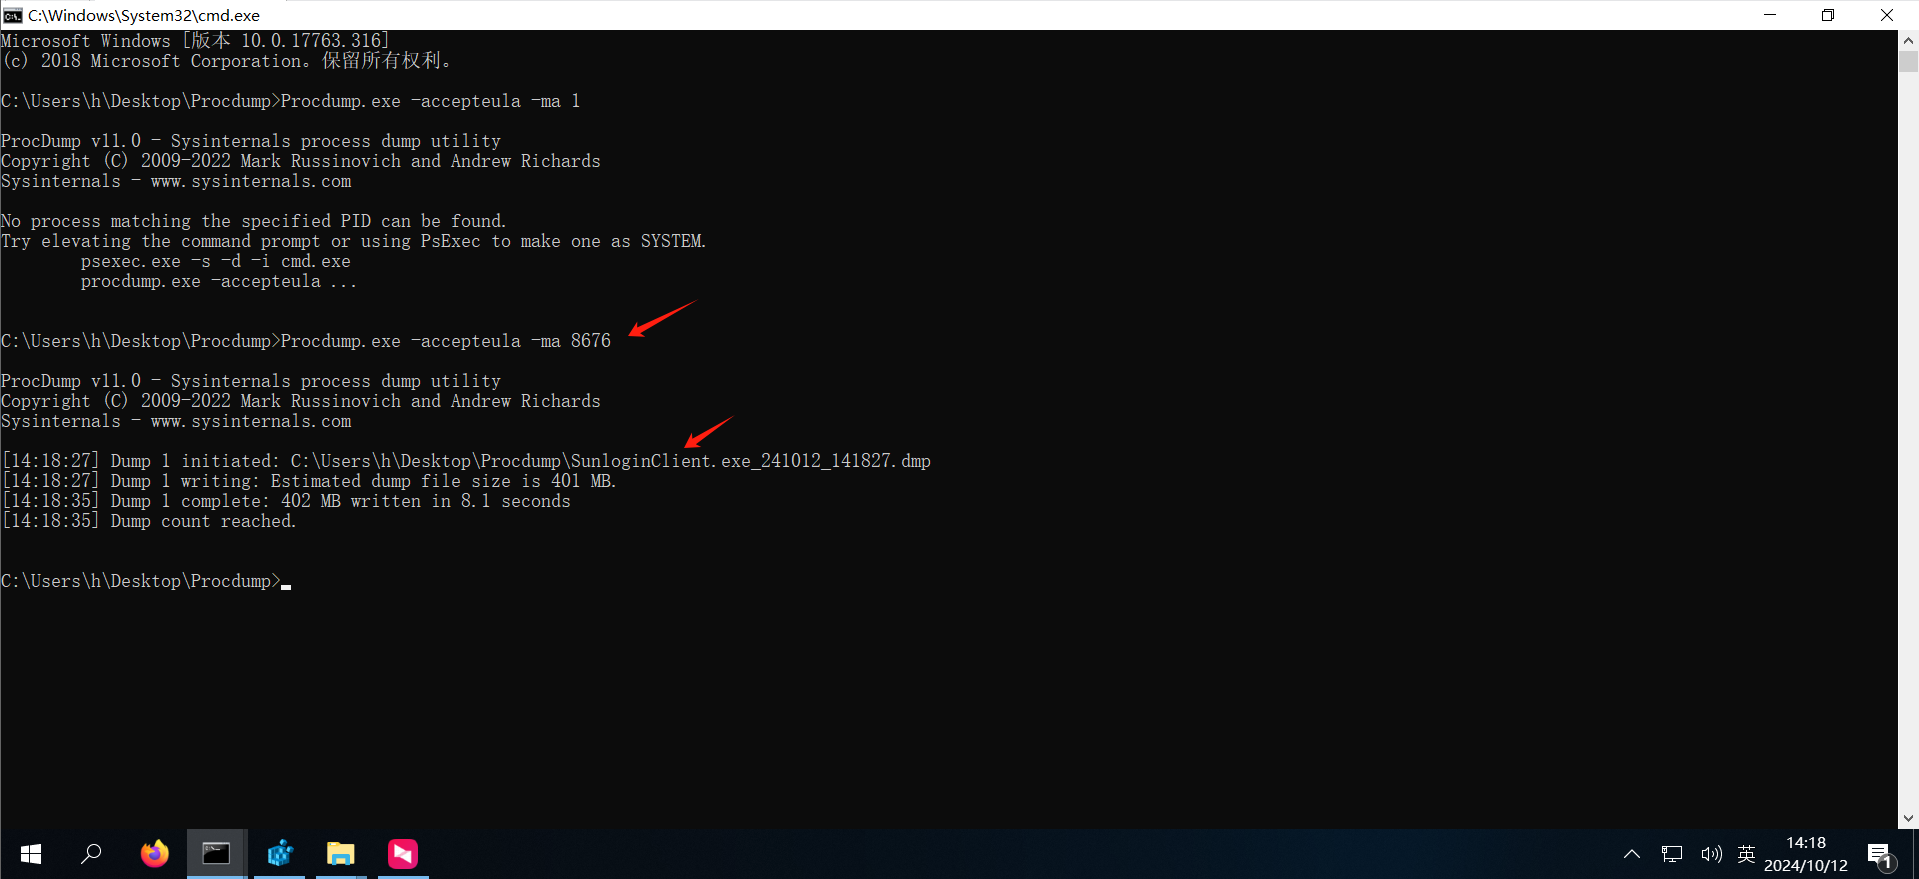 C:\Windows\System32\cmd.exe
Microsoft Windows [版本 10.0.17763.316]
(c) 2018 Microsoft Corporation。保留所有权利。
C:\Users\h\Desktop\Procdump>Procdump.exe -accepteula -ma 1
ProcDump v11.0 - Sysinternals process dump utility
Copyright (C) 2009-2022 Mark Russinovich and Andrew Richards
Sysinternals - www.sysinternals.com
No process matching the specified PID can be found.
Try elevating the command prompt or using PsExec to make one as SYSTEM.
psexec.exe -s -d -i cmd.exe
procdump.exe -accepteula ...
C:\Users\h\Desktop\Procdump>Procdump.exe -accepteula -ma 8676
ProcDump v11.0 - Sysinternals process dump utility
Copyright (C) 2009-2022 Mark Russinovich and Andrew Richards
Sysinternals - www.sysinternals.com
[14:18:27] Dump 1 initiated: C:\Users\h\Desktop\Procdump\SunloginClient.exe_241012_141827.dmp
[14:18:27] Dump 1 writing: Estimated dump file size is 401 MB.
[14:18:35] Dump 1 complete: 402 MB written in 8.1 seconds
[14:18:35] Dump count reached.
C:\Users\h\Desktop\Procdump>
英
14:18
2024/10/12
1